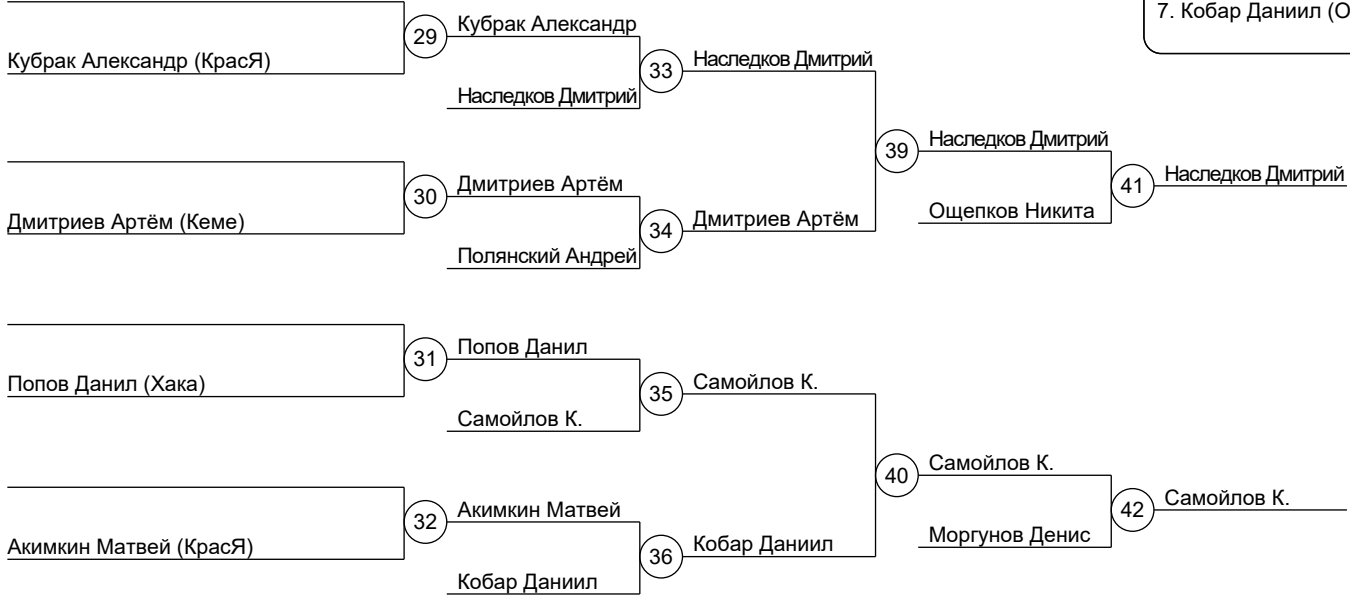 7. Кобар Даниил (О
29
Кубрак Александр
Кубрак Александр (КрасЯ)
33
Наследков Дмитрий
Наследков Дмитрий
39
Наследков Дмитрий
30
Дмитриев Артём
41
Наследков Дмитрий
Дмитриев Артём (Кеме)
34
Дмитриев Артём
Ощепков Никита
Полянский Андрей
31
Попов Данил
Попов Данил (Хака)
35
Самойлов К.
Самойлов К.
40
Самойлов К.
32
Акимкин Матвей
42
Самойлов К.
Акимкин Матвей (КрасЯ)
36
Кобар Даниил
Моргунов Денис
Кобар Даниил